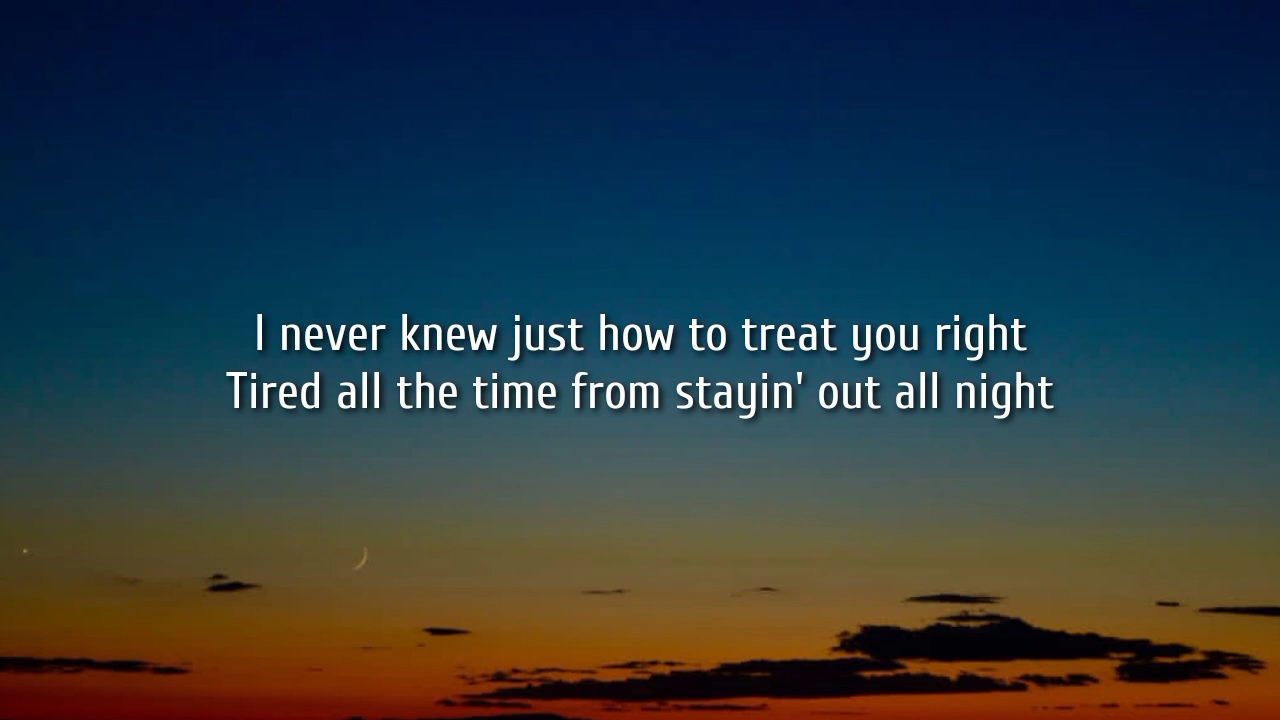 I never knew just how to treat you right
Tired all the time from stayin' out all night